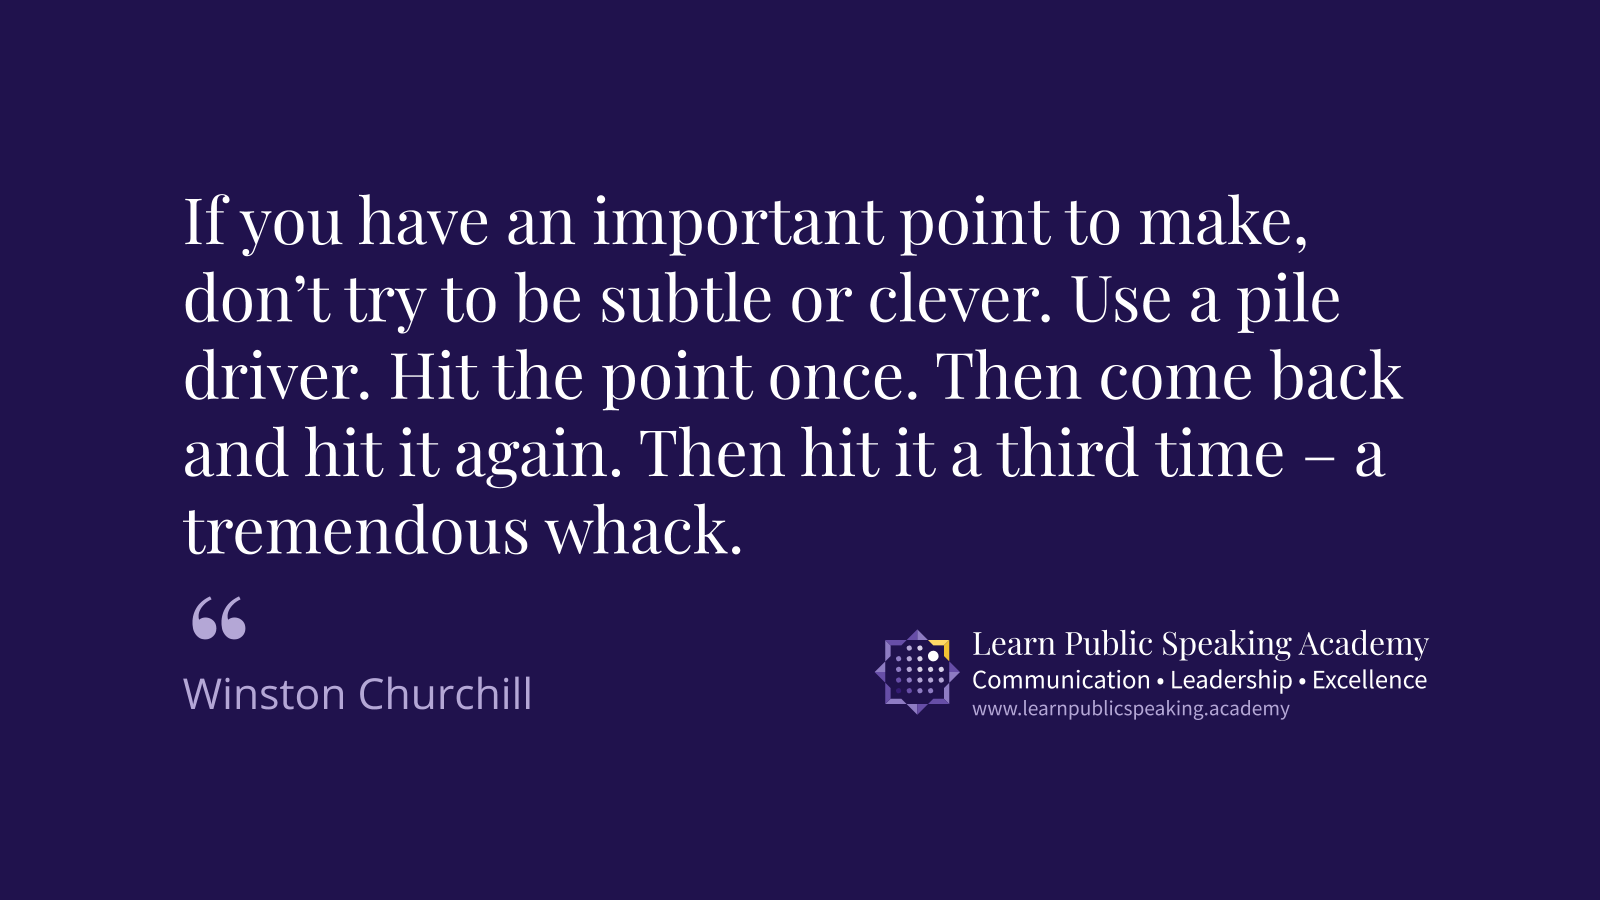 If you have an important point to make,
don’t try to be subtle or clever. Use a pile
driver. Hit the point once. Then come back
and hit it again. Then hit it a third time – a
tremendous whack.
“
Winston Churchill
Learn Public Speaking Academy
Communication • Leadership • Excellence
www.learnpublicspeaking.academy